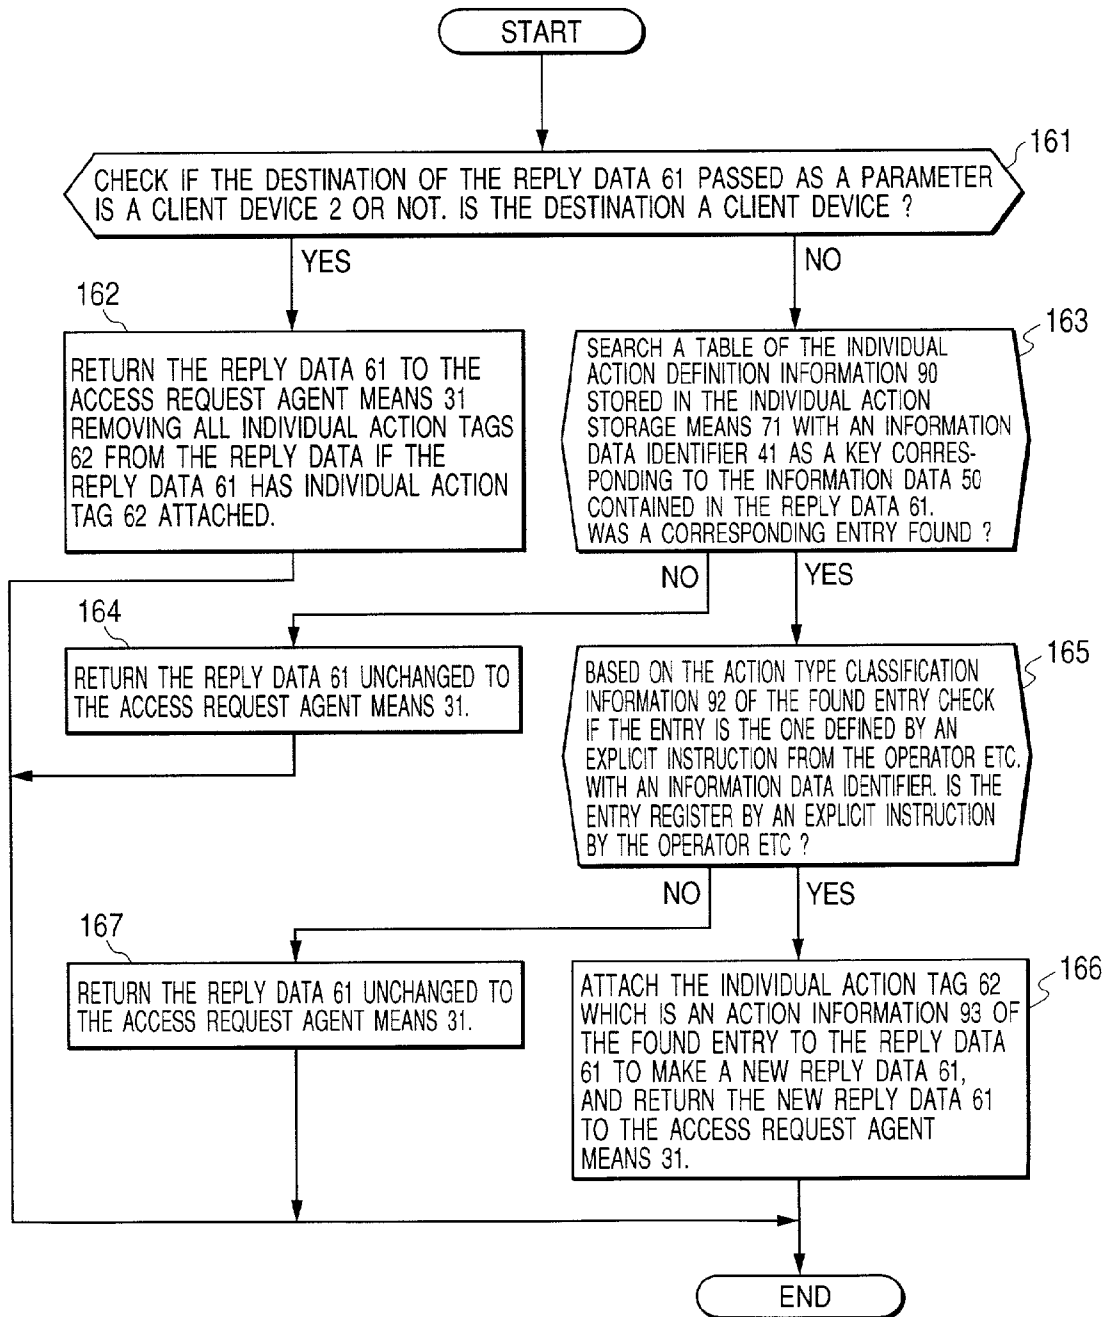 START
161
CHECK IF THE DESTINATION OF THE REPLY DATA 61 PASSED AS A PARAMETER
IS A CLIENT DEVICE 2 OR NOT. IS THE DESTINATION A CLIENT DEVICE ?
YES
NO
162
RETURN THE REPLY DATA 61 TO THE
ACCESS REQUEST AGENT MEANS 31
REMOVING ALL INDIVIDUAL ACTION TAGS
62 FROM THE REPLY DATA IF THE
REPLY DATA 61 HAS INDIVIDUAL ACTION
TAG 62 ATTACHED.
163
SEARCH A TABLE OF THE INDIVIDUAL
ACTION DEFINITION INFORMATION 90
STORED IN THE INDIVIDUAL ACTION
STORAGE MEANS 71 WITH AN INFORMATION
DATA IDENTIFIER 41 AS A KEY CORRES-
PONDING TO THE INFORMATION DATA 50
CONTAINED IN THE REPLY DATA 61.
WAS A CORRESPONDING ENTRY FOUND ?
NO
YES
164
RETURN THE REPLY DATA 61 UNCHANGED TO
THE ACCESS REQUEST AGENT MEANS 31.
165
BASED ON THE ACTION TYPE CLASSIFICATION
INFORMATION 92 OF THE FOUND ENTRY CHECK
IF THE ENTRY IS THE ONE DEFINED BY AN
EXPLICIT INSTRUCTION FROM THE OPERATOR ETC.
WITH AN INFORMATION DATA IDENTIFIER. IS THE
ENTRY REGISTER BY AN EXPLICIT INSTRUCTION
BY THE OPERATOR ETC ?
NO
YES
167
RETURN THE REPLY DATA 61 UNCHANGED TO
THE ACCESS REQUEST AGENT MEANS 31.
166
ATTACH THE INDIVIDUAL ACTION TAG 62
WHICH IS AN ACTION INFORMATION 93 OF
THE FOUND ENTRY TO THE REPLY DATA
61 TO MAKE A NEW REPLY DATA 61,
AND RETURN THE NEW REPLY DATA 61
TO THE ACCESS REQUEST AGENT
MEANS 31.
END